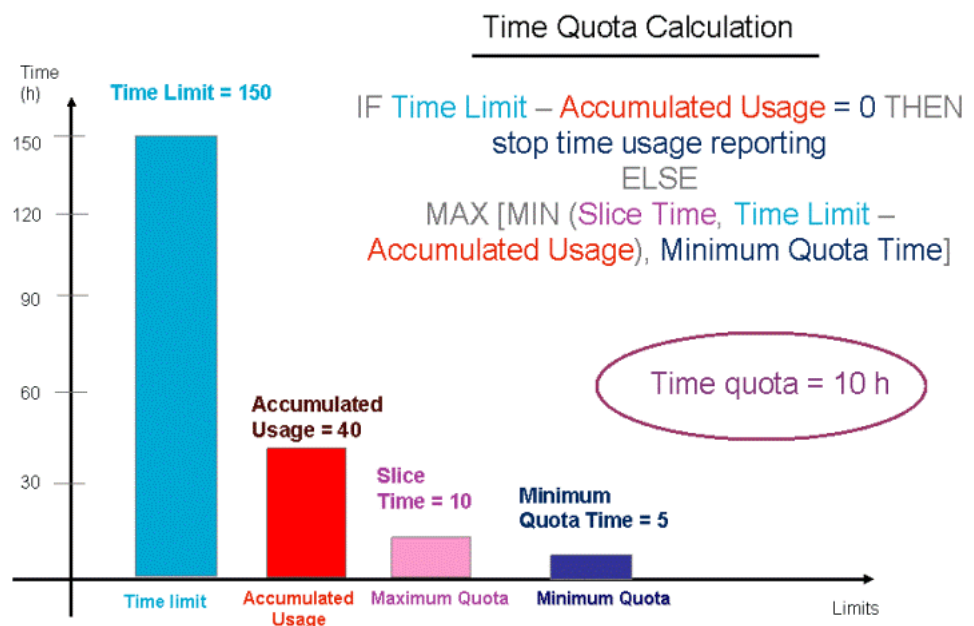 Time Quota Calculation
Time
(h)
Time Limit = 150
IF Time Limit – Accumulated Usage = 0 THEN
stop time usage reporting
ELSE
MAX [MIN (Slice Time, Time Limit –
Accumulated Usage), Minimum Quota Time]
150
120
90
60
30
Time quota = 10 h
Accumulated
Usage = 40
Slice
Time = 10
Minimum
Quota Time = 5
Time limit
Accumulated
Usage
Maximum Quota
Minimum Quota
Limits